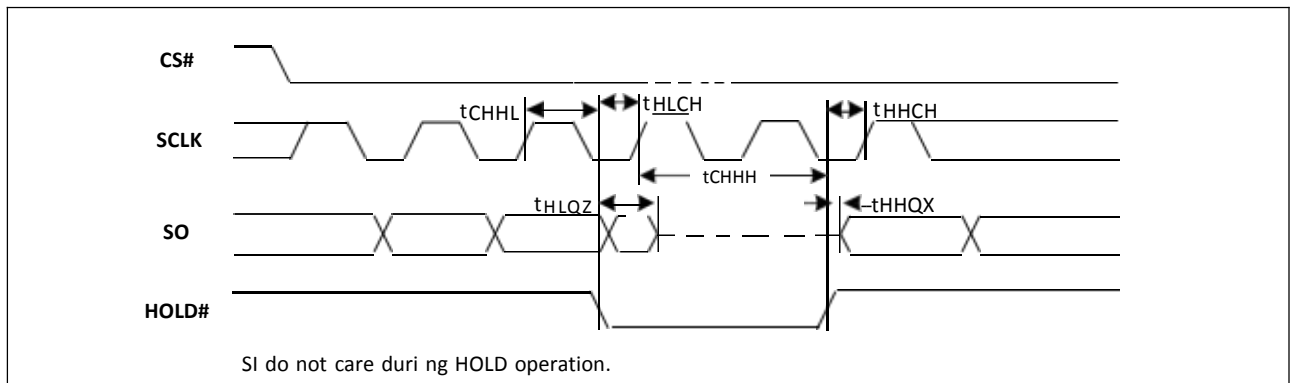 CS#
tCHHL
tHLCH
tHHCH
SCLK
tCHHH
tHLQZ
tHHQX
SO
HOLD#
SI do not care duri ng HOLD operation.